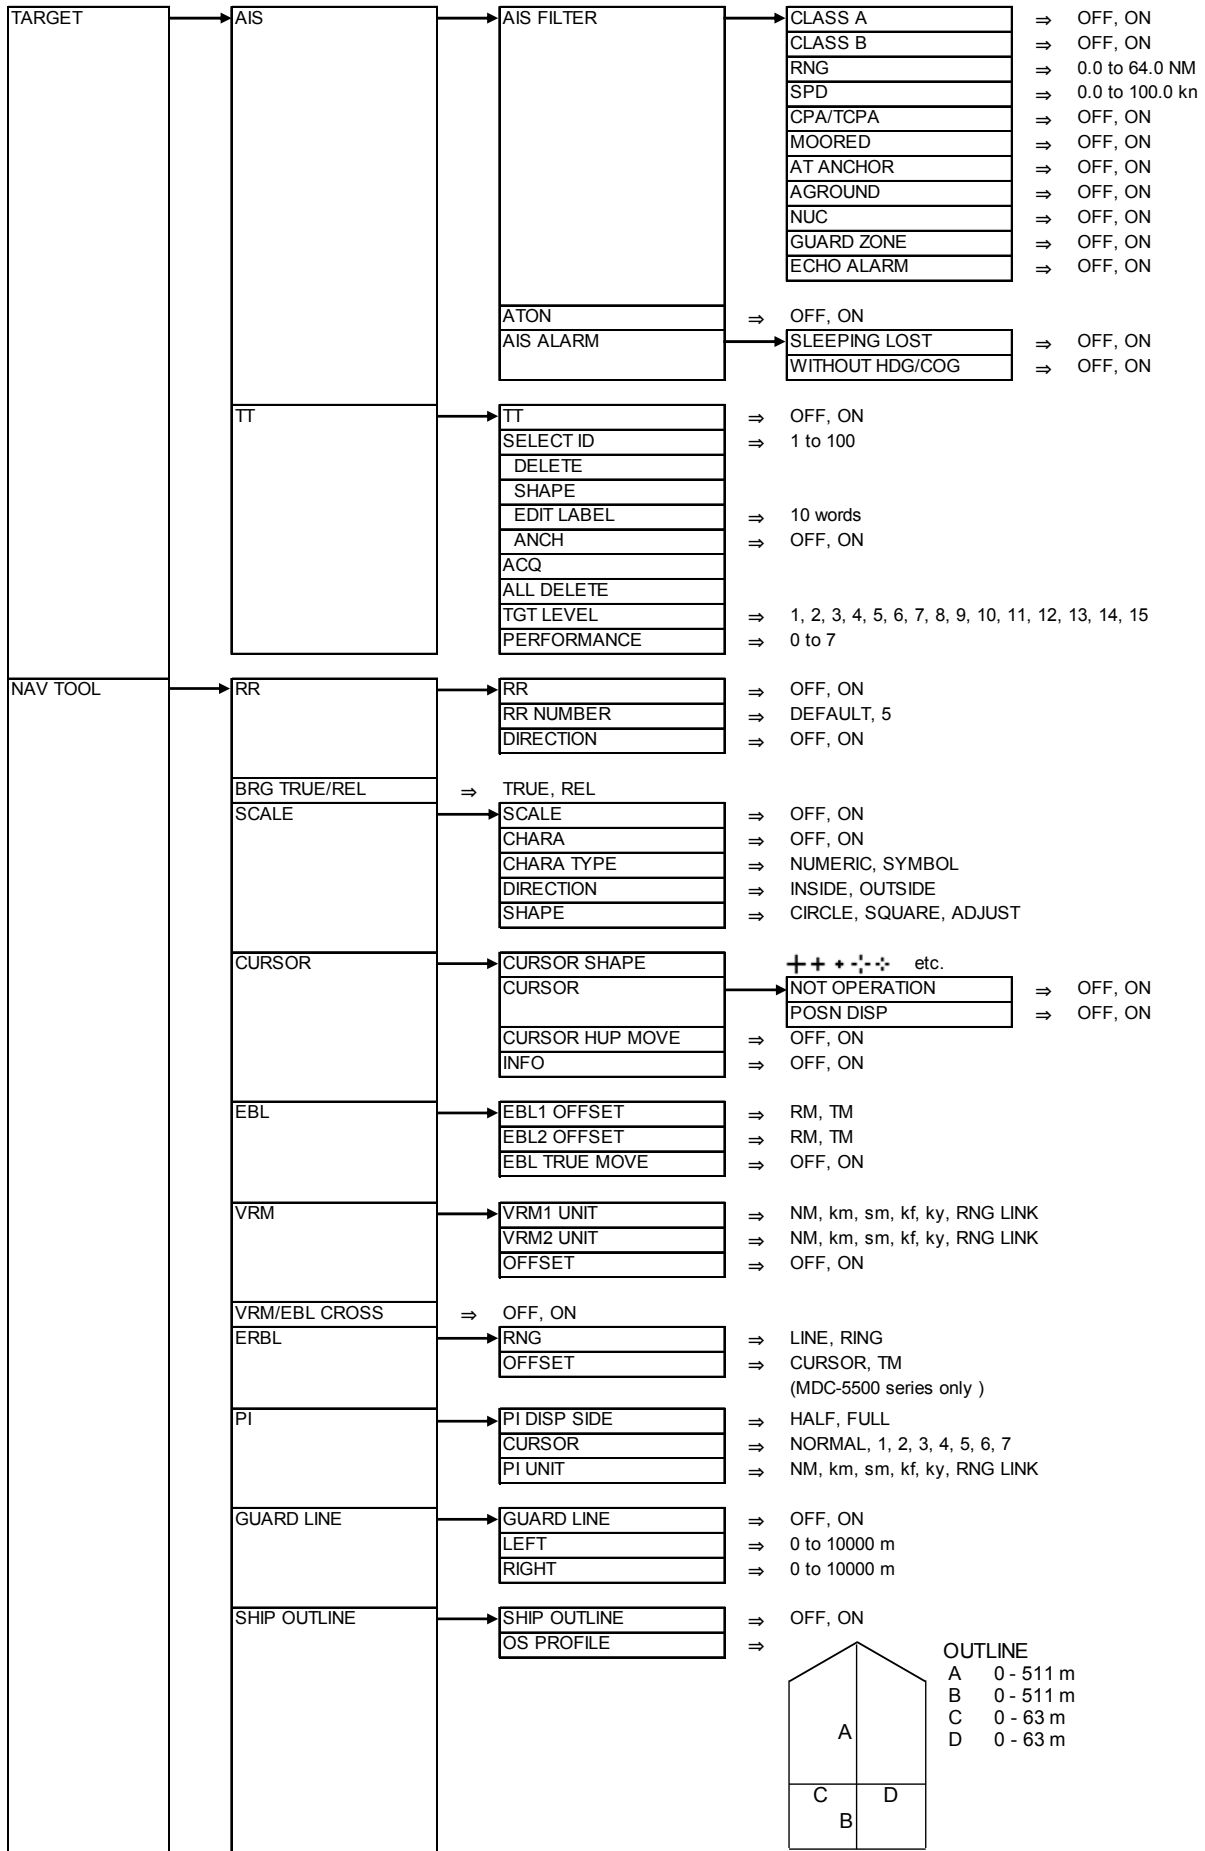 TARGET AIS AIS FILTER CLASS A ⇒ OFF, ON
CLASS B ⇒ OFF, ON
RNG ⇒ 0.0 to 64.0 NM
SPD ⇒ 0.0 to 100.0 kn
CPA/TCPA ⇒ OFF, ON
MOORED ⇒ OFF, ON
AT ANCHOR ⇒ OFF, ON
AGROUND ⇒ OFF, ON
NUC ⇒ OFF, ON
GUARD ZONE ⇒ OFF, ON
ECHO ALARM ⇒ OFF, ON
ATON ⇒ OFF, ON
AIS ALARM SLEEPING LOST ⇒ OFF, ON
WITHOUT HDG/COG ⇒ OFF, ON
TT TT ⇒ OFF, ON
SELECT ID ⇒ 1 to 100
DELETE
SHAPE
EDIT LABEL ⇒ 10 words
ANCH ⇒ OFF, ON
ACQ
ALL DELETE
TGT LEVEL ⇒ 1, 2, 3, 4, 5, 6, 7, 8, 9, 10, 11, 12, 13, 14, 15
PERFORMANCE ⇒ 0 to 7
NAV TOOL RR RR ⇒ OFF, ON
RR NUMBER ⇒ DEFAULT, 5
DIRECTION ⇒ OFF, ON
BRG TRUE/REL ⇒ TRUE, REL
SCALE SCALE ⇒ OFF, ON
CHARA ⇒ OFF, ON
CHARA TYPE ⇒ NUMERIC, SYMBOL
DIRECTION ⇒ INSIDE, OUTSIDE
SHAPE ⇒ CIRCLE, SQUARE, ADJUST
CURSOR CURSOR SHAPE etc.
CURSOR NOT OPERATION ⇒ OFF, ON
POSN DISP ⇒ OFF, ON
CURSOR HUP MOVE ⇒ OFF, ON
INFO ⇒ OFF, ON
EBL EBL1 OFFSET ⇒ RM, TM
EBL2 OFFSET ⇒ RM, TM
EBL TRUE MOVE ⇒ OFF, ON
VRM VRM1 UNIT ⇒ NM, km, sm, kf, ky, RNG LINK
VRM2 UNIT ⇒ NM, km, sm, kf, ky, RNG LINK
OFFSET ⇒ OFF, ON
VRM/EBL CROSS ⇒ OFF, ON
ERBL RNG ⇒ LINE, RING
OFFSET ⇒ CURSOR, TM
(MDC-5500 series only )
PI PI DISP SIDE ⇒ HALF, FULL
CURSOR ⇒ NORMAL, 1, 2, 3, 4, 5, 6, 7
PI UNIT ⇒ NM, km, sm, kf, ky, RNG LINK
GUARD LINE GUARD LINE ⇒ OFF, ON
LEFT ⇒ 0 to 10000 m
RIGHT ⇒ 0 to 10000 m
SHIP OUTLINE SHIP OUTLINE ⇒ OFF, ON
OS PROFILE ⇒
OUTLINE
A 0 - 511 m
B 0 - 511 m
C 0 - 63 m
D 0 - 63 m
A
C D
B